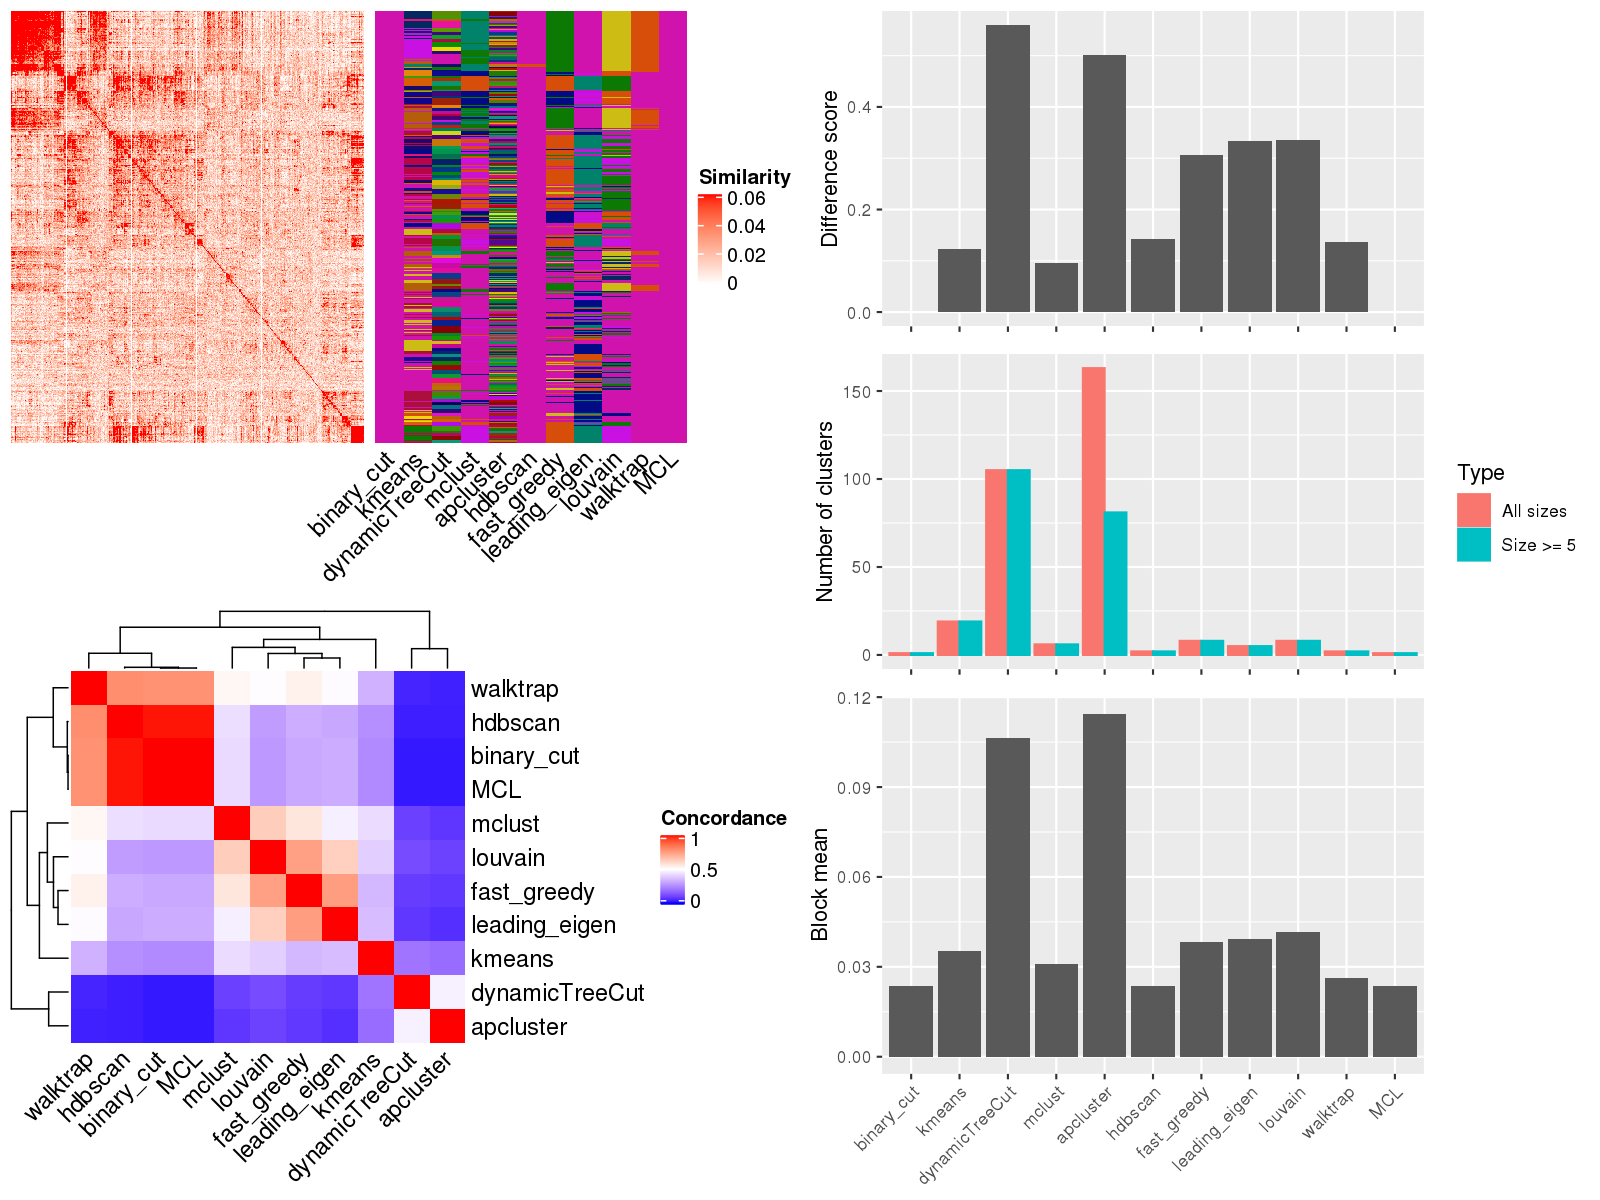 Similarity
0.06
0.04
0.02
0
binary_cut
kmeans
dynamicTreeCut
mclust
apcluster
hdbscan
fast_greedy
leading_eigen
louvain
walktrap
MCL
walktrap
hdbscan
binary_cut
MCL
mclust
louvain
fast_greedy
leading_eigen
kmeans
dynamicTreeCut
apcluster
walktrap
hdbscan
binary_cut
MCL
mclust
louvain
fast_greedy
leading_eigen
kmeans
dynamicTreeCut
apcluster
Concordance
1
0.5
0
Difference score
0.4
0.2
0.0
Number of clusters
150
100
50
0
Type
All sizes
Size >= 5
Block mean
0.12
0.09
0.06
0.03
0.00
binary_cut
kmeans
dynamicTreeCut
mclust
apcluster
hdbscan
fast_greedy
leading_eigen
louvain
walktrap
MCL